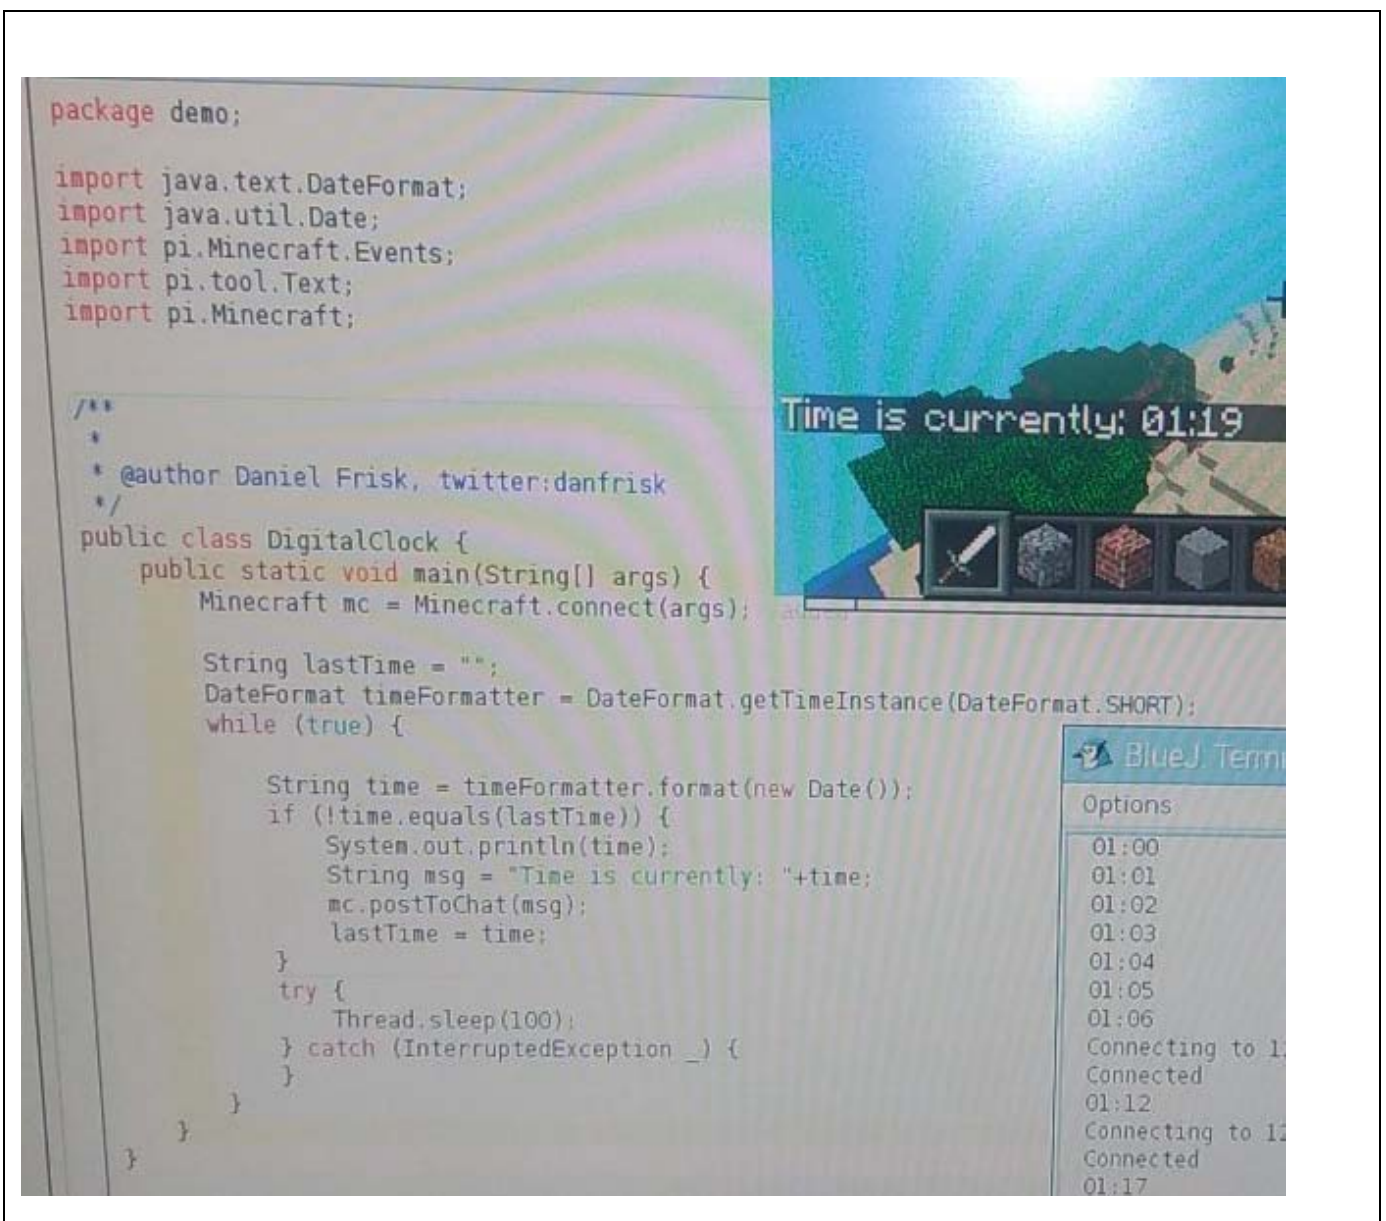 package demo;
import java.text.DateFormat;
import java.util.Date;
import pi.Minecraft.Events;
import pi.tool.Text;
import pi.Minecraft;
/**
*
* @author Daniel Frisk, twitter:danfrisk
*/
public class DigitalClock {
public static void main(String[] args) {
Minecraft mc = Minecraft.connect(args);
String lastTime = "";
DateFormat timeFormatter = DateFormat.getTimeInstance(DateFormat.SHORT);
while (true) {
String time = timeFormatter.format(new Date());
if (!time.equals(lastTime)) {
System.out.println(time);
String msg = "Time is currently: "+time;
mc.postToChat(msg);
lastTime = time;
}
try {
Thread.sleep(100);
} catch (InterruptedException _) {
}
}
}
}
Time is currently: 01:19
BlueJ: Termi
Options
01:00
01:01
01:02
01:03
01:04
01:05
01:06
Connecting to 1
Connected
01:12
Connecting to 12
Connected
01:17